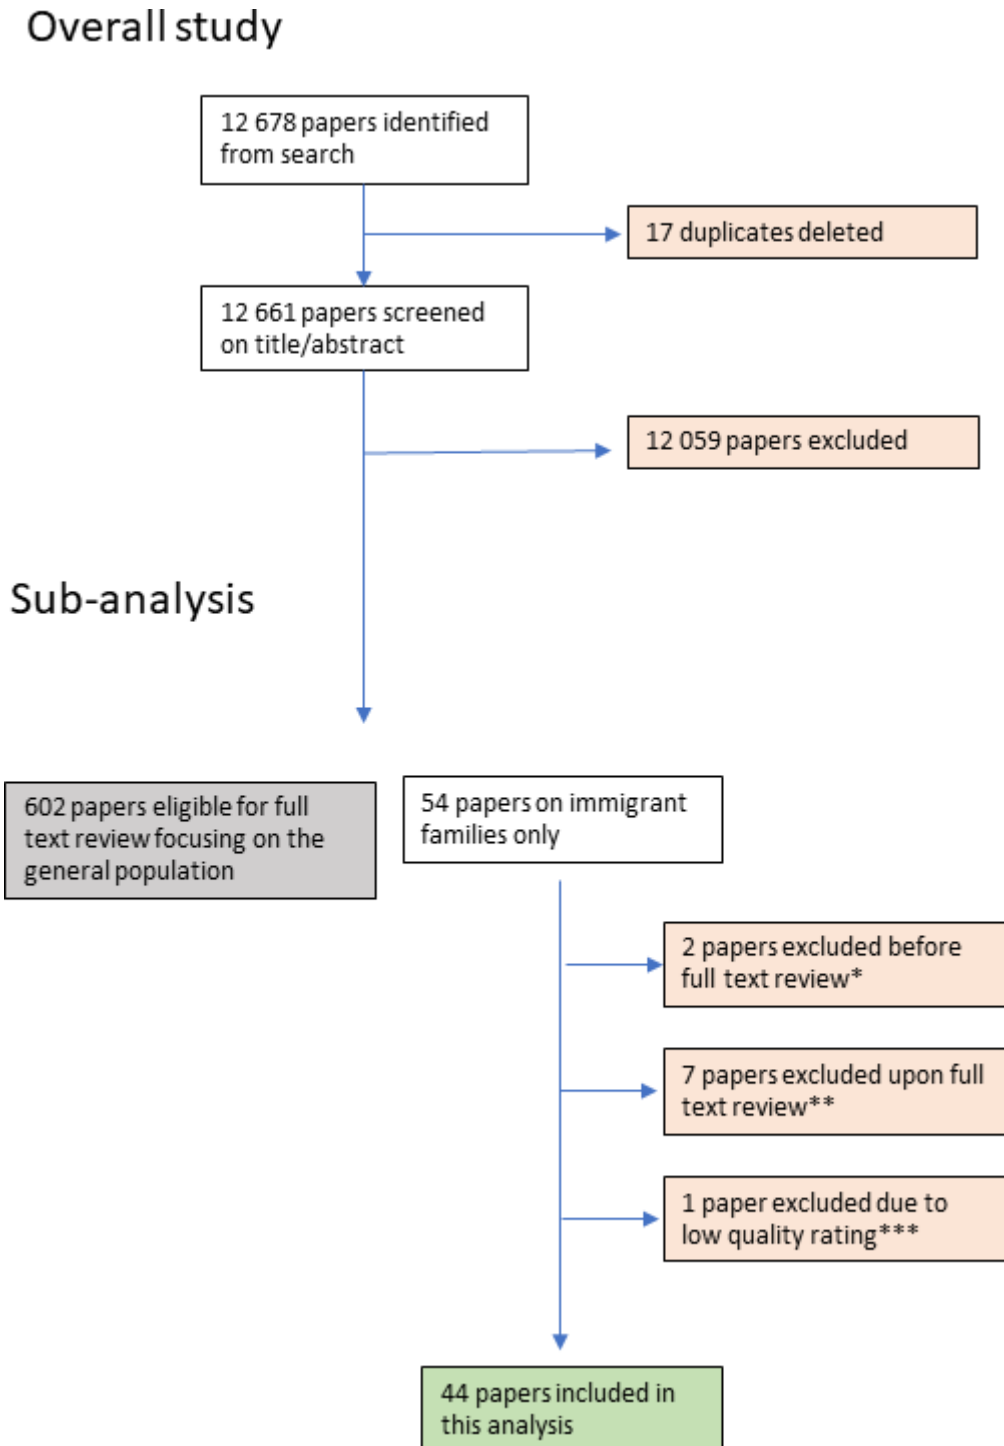 Overall study
12 678 papers identified
from search
17 duplicates deleted
12 661 papers screened
on title/abstract
12 059 papers excluded
Sub-analysis
602 papers eligible for full
text review focusing on the
general population
54 papers on immigrant
families only
2 papers excluded before
full text review*
7 papers excluded upon full
text review**
1 paper excluded due to
low quality rating***
44 papers included in
this analysis